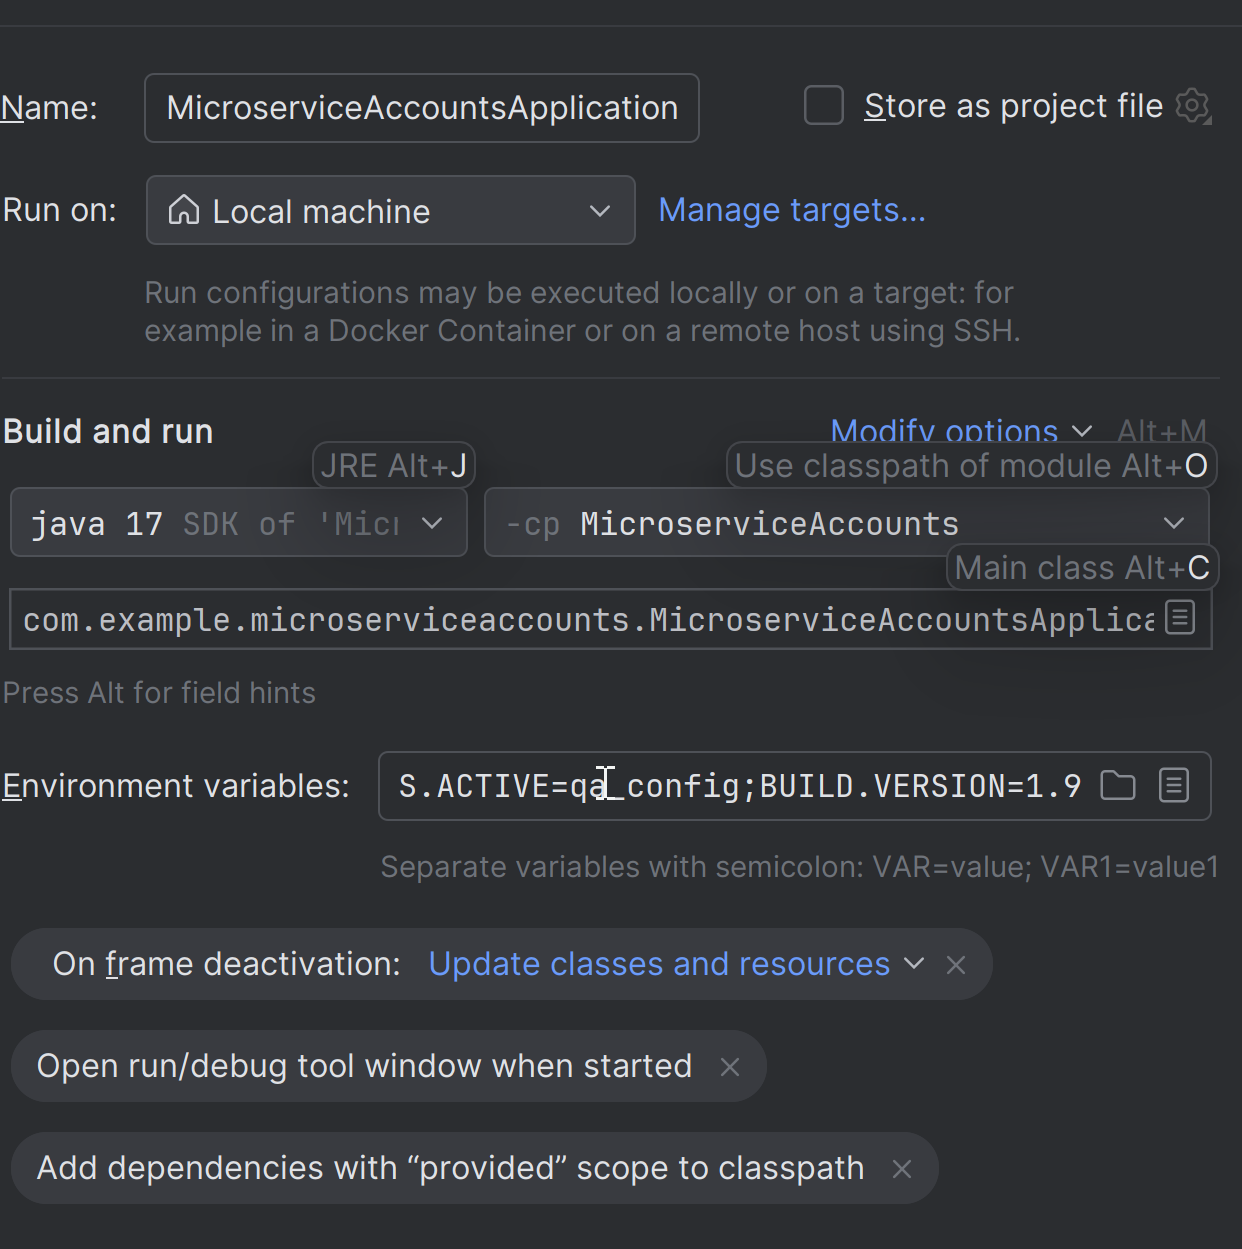 Name: MicroserviceAccountsApplication Store as project file
Run on: Local machine Manage targets...
Run configurations may be executed locally or on a target: for
example in a Docker Container or on a remote host using SSH.
Build and run Modify options Alt+M
JRE Alt+J Use classpath of module Alt+O
java 17 SDK of 'Micr -cp MicroserviceAccounts
Main class Alt+C
com.example.microserviceaccounts.MicroserviceAccountsApplica
Press Alt for field hints
Environment variables: S.ACTIVE=qa_config;BUILD.VERSION=1.9
Separate variables with semicolon: VAR=value; VAR1=value1
On frame deactivation: Update classes and resources
Open run/debug tool window when started
Add dependencies with “provided” scope to classpath